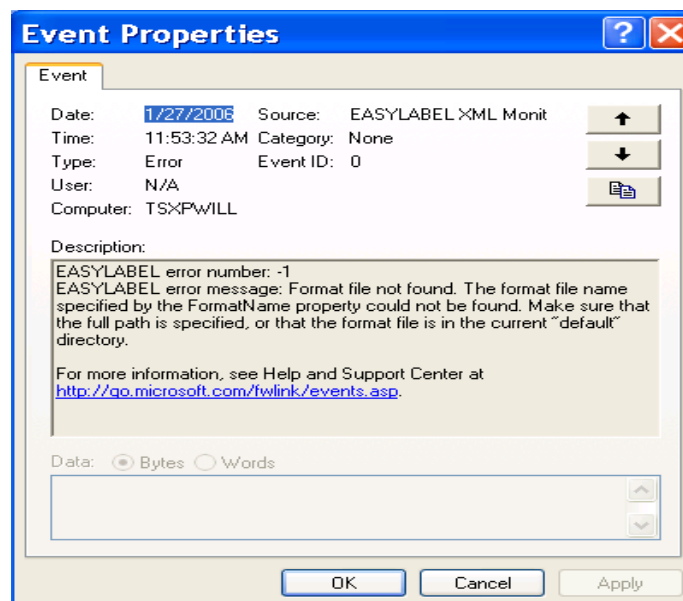 Event Properties
Event
Date: 1/27/2006 Source: EASYLABEL XML Monit
Time: 11:53:32 AM Category: None
Type: Error Event ID: 0
User: N/A
Computer: TSXPWILL
Description:
EASYLABEL error number: -1
EASYLABEL error message: Format file not found. The format file name
specified by the FormatName property could not be found. Make sure that
the full path is specified, or that the format file is in the current "default"
directory.
For more information, see Help and Support Center at
http://go.microsoft.com/fwlink/events.asp.
Data: Bytes Words
OK Cancel Apply